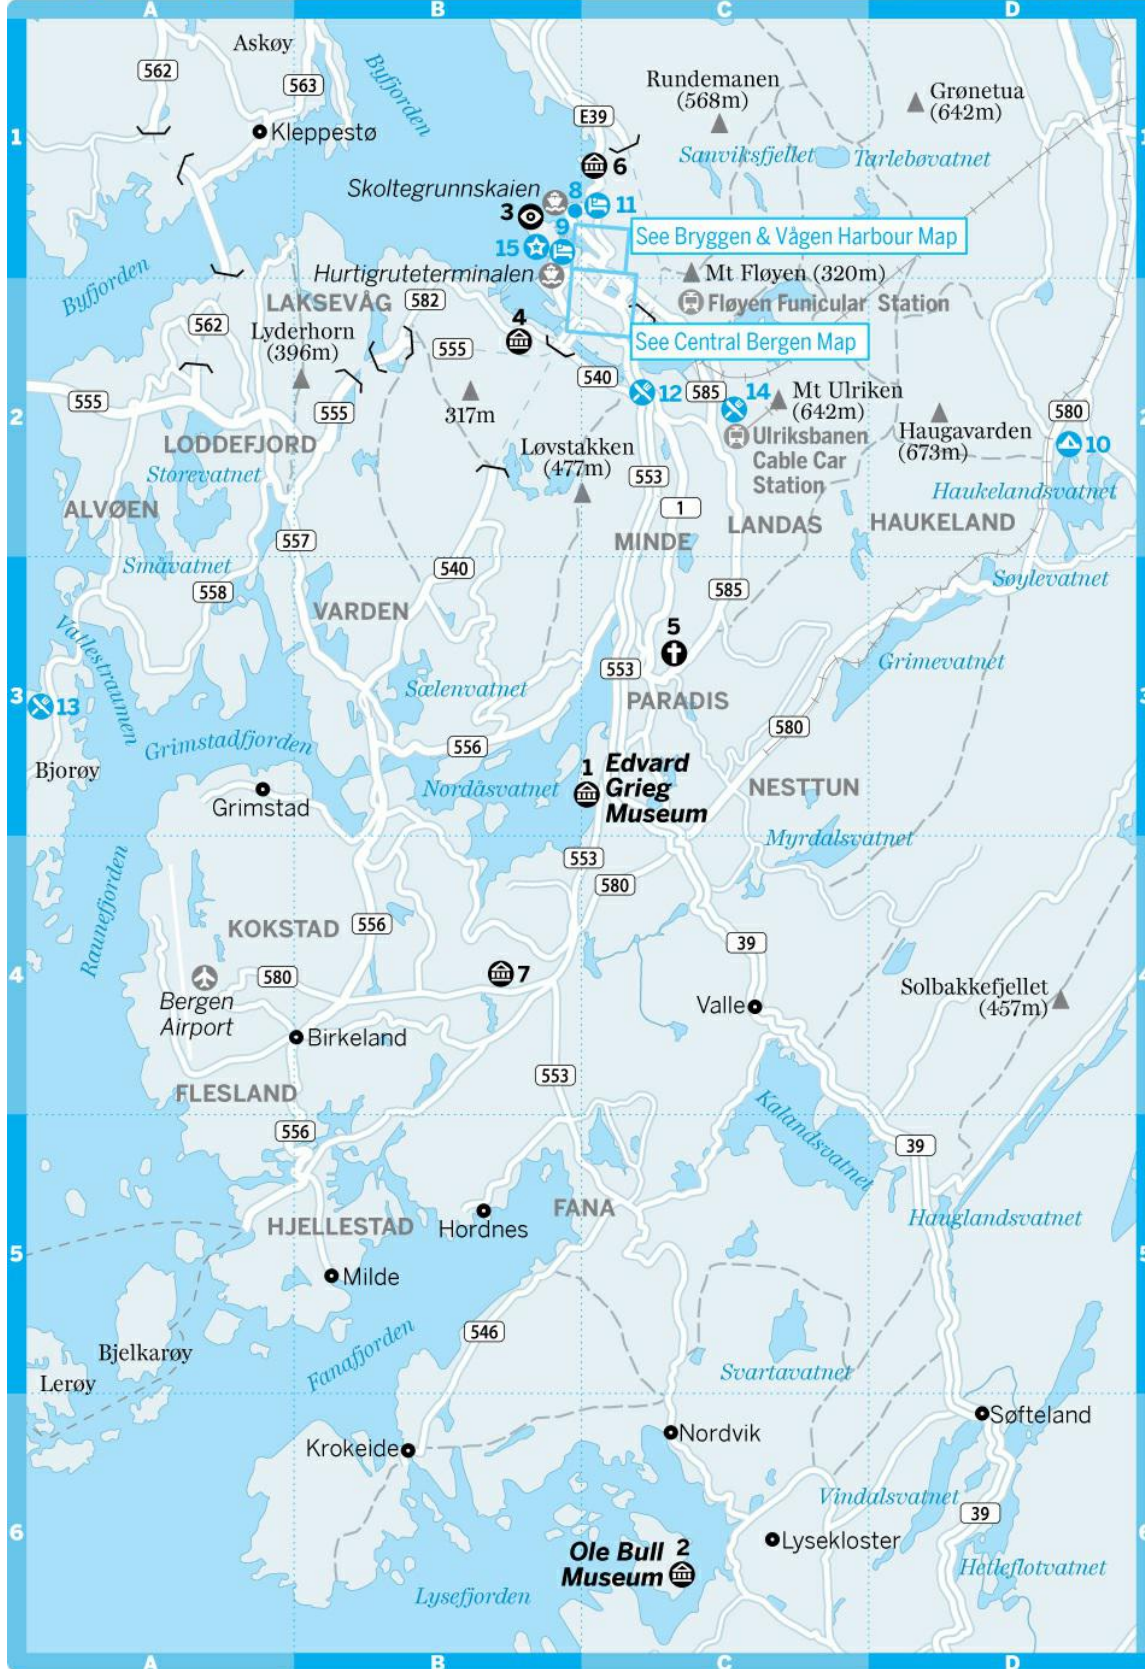 A
B
C
D
Askøy
562
563
Byfjorden
Rundemanen
(568m)
Grønetua
(642m)
E39
1
Kleppestø
6
Sanviksfjellet
Tarlebøvatnet
1
Skoltegrunnskaien
8
11
3
9
15
See Bryggen & Vågen Harbour Map
Byfjorden
Hurtigruteterminalen
Mt Fløyen (320m)
LAKSEVÅG
582
Fløyen Funicular Station
562
Lyderhorn
(396m)
4
555
See Central Bergen Map
540
12
585
14
Mt Ulriken
(642m)
555
555
317m
2
580
10
Haugavarden
(673m)
LODDEFJORD
Løvstakken
(477m)
Ulriksbanen
Cable Car
Station
Storevatnet
553
Haukelandsvatnet
ALVØEN
1
LANDAS
HAUKELAND
557
MINDE
Småvatnet
540
Søylevatnet
558
585
VARDEN
5
Vatlestraumen
553
Grimevatnet
Sælenvatnet
3
13
PARADIS
3
580
Grimstadfjorden
556
Bjorøy
1
Edvard
Grieg
Museum
Nordåsvatnet
NESTTUN
Grimstad
Myrdalsvatnet
553
580
Raunefjorden
KOKSTAD
556
39
4
580
7
4
Bergen
Airport
Valle
Solbakkefjellet
(457m)
Birkeland
553
FLESLAND
Kalandsvatnet
556
39
FANA
HJELLESTAD
Hordnes
Hauglandsvatnet
5
5
Milde
546
Fanafjorden
Bjelkarøy
Svartavatnet
Lerøy
Søfteland
Krokeide
Nordvik
Vindalsvatnet
39
6
Lysekloster
6
Ole Bull
Museum
2
Hetleflotvatnet
Lysefjorden
A
B
C
D